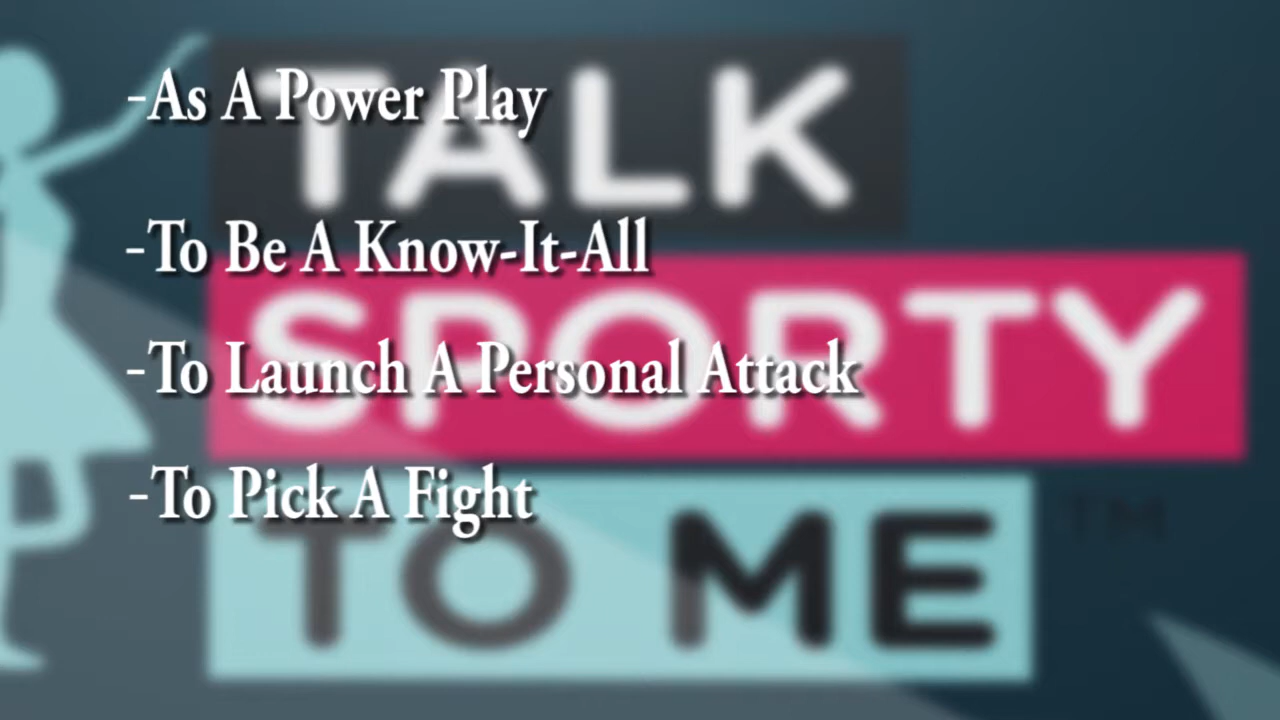 -As A Power Play
TALK
-To Be A Know-It-All
SPORTY
-To Launch A Personal Attack
-To Pick A Fight
TO ME
TM